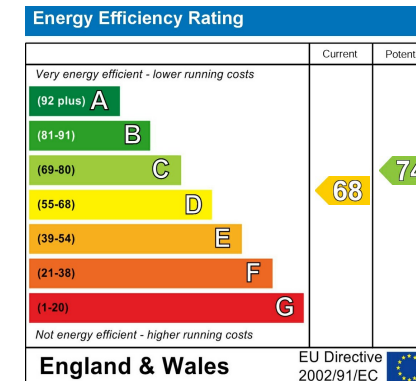 Energy Efficiency Rating
Current
Very energy efficient - lower running costs
(92 plus) A
(81-91) B
(69-80) C
(55-68) D
(39-54) E
(21-38) F
(1-20) G
68
74
Not energy efficient - higher running costs
England & Wales
EU Directive
2002/91/EC